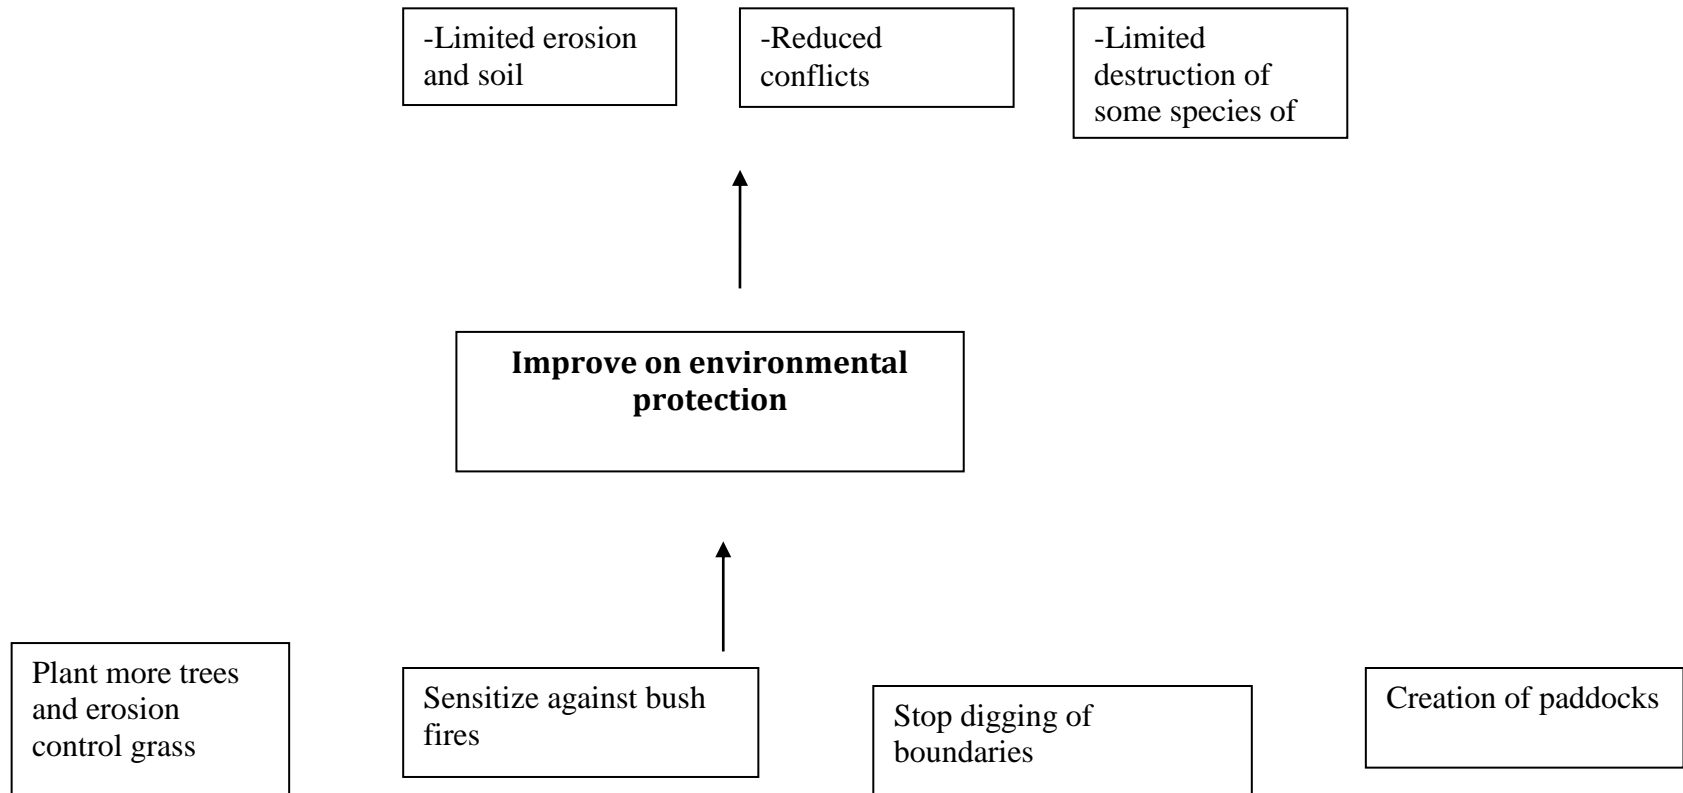 -Limited erosion
and soil
-Reduced
conflicts
-Limited
destruction of
some species of
Improve on environmental
protection
Plant more trees
and erosion
control grass
Sensitize against bush
fires
Stop digging of
boundaries
Creation of paddocks